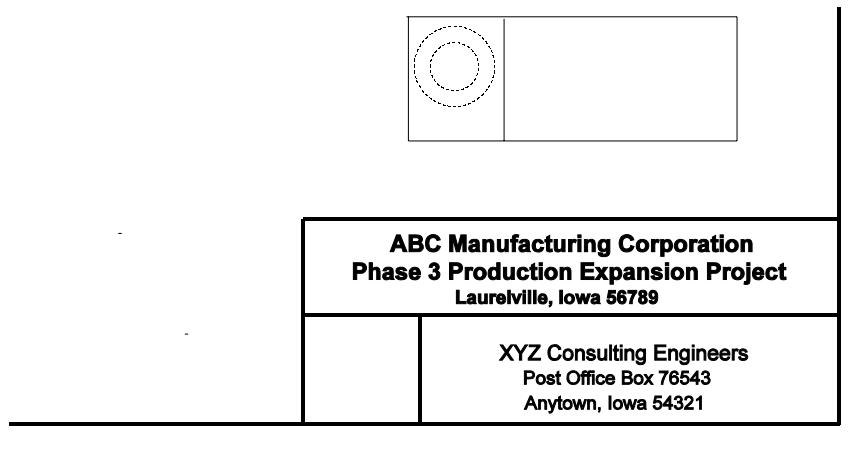 ABC Manufacturing Corporation
Phase 3 Production Expansion Project
Laurelville, Iowa 56789
XYZ Consulting Engineers
Post Office Box 76543
Anytown, Iowa 54321